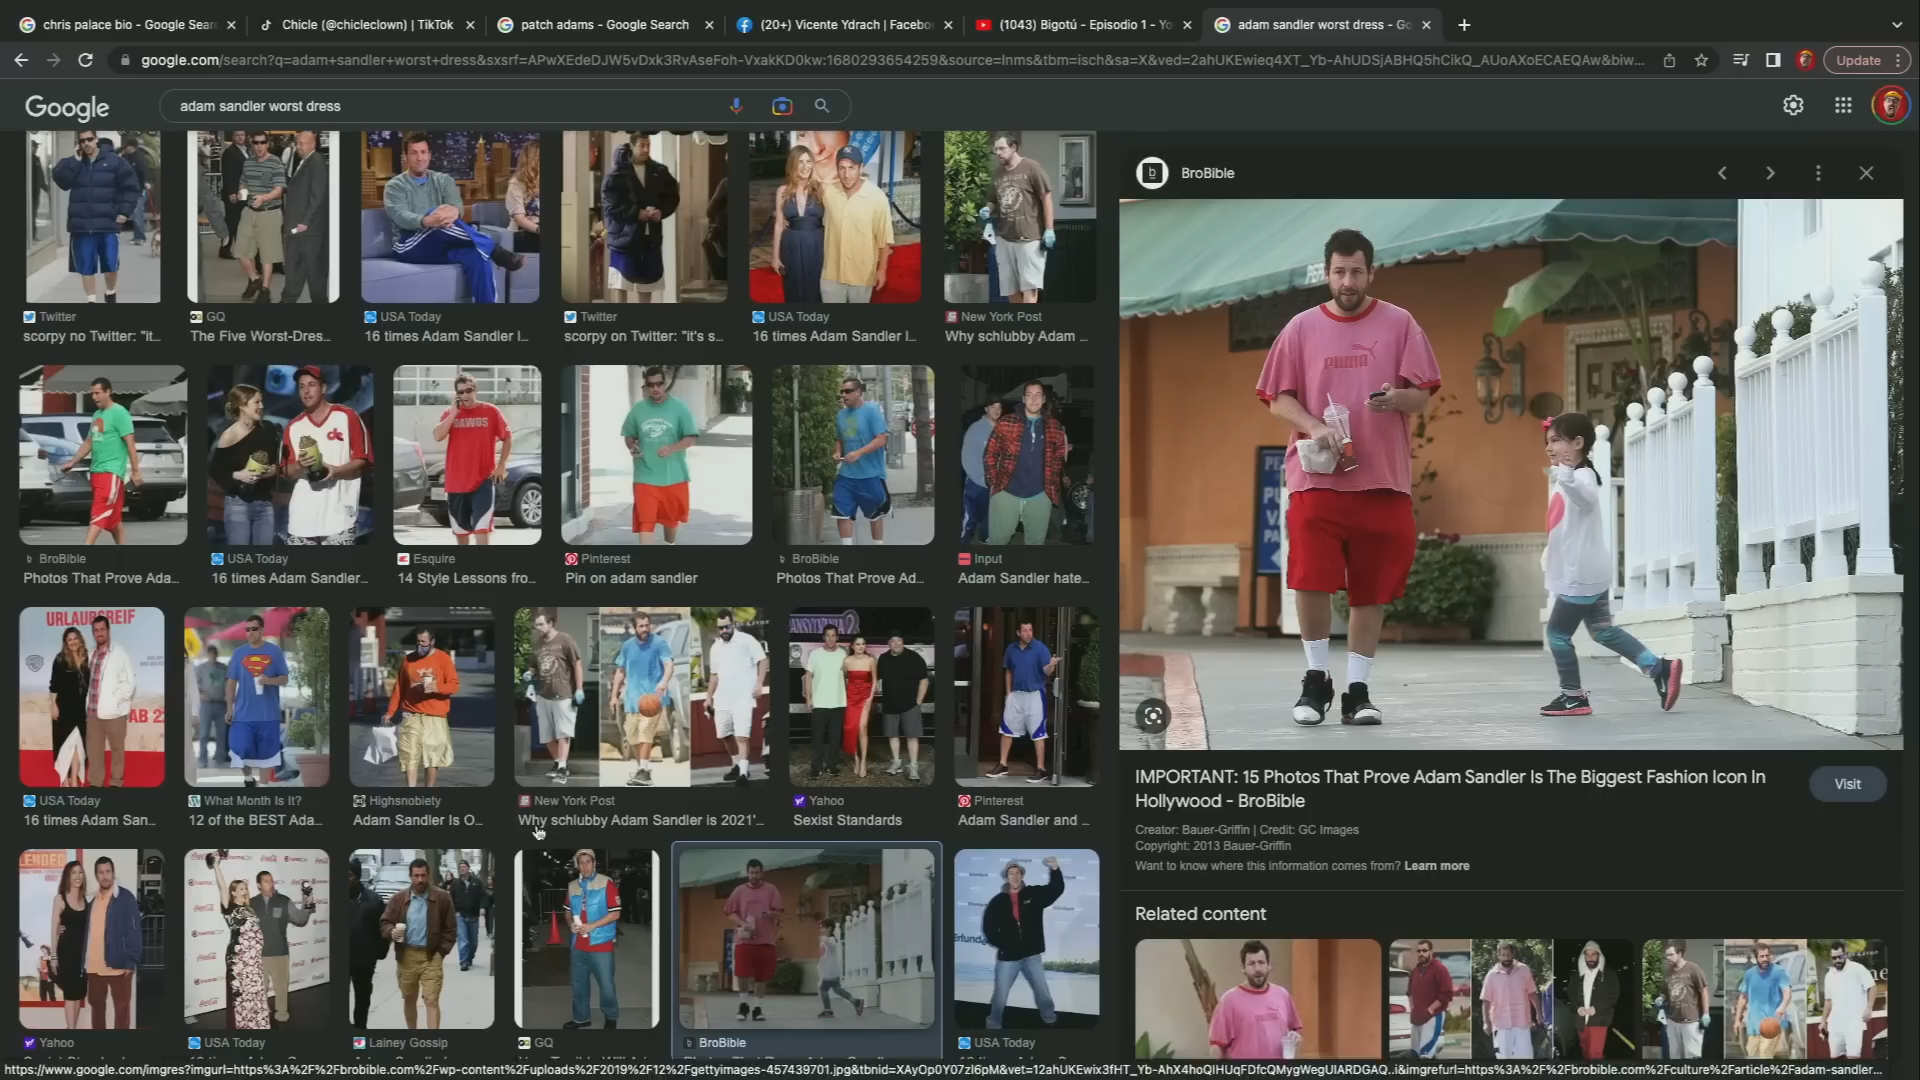 chris palace bio - Google Sear
Chicle (@chicleclown) | TikTok
patch adams - Google Search
(20+) Vicente Ydrach | Facebo
(1043) Bigotú - Episodio 1 - Yo
adam sandler worst dress - Go
google.com/search?q=adam+sandler+worst+dress&sxsrf=APwXEdeDJW5vDxk3RvAseFoh-VxakKD0kw:1680293654259&source=lnms&tbm=isch&sa=X&ved=2ahUKEwieq4XT_Yb-AhUDSjABHQ5hCikQ_AUoAXoECAEQAw&biw...
Update
Google
adam sandler worst dress
BroBible
Twitter
scorpy no Twitter: "it...
GQ
The Five Worst-Dres...
USA Today
16 times Adam Sandler l...
Twitter
scorpy on Twitter: "it's s...
USA Today
16 times Adam Sandler l...
New York Post
Why schlubby Adam ...
BroBible
Photos That Prove Ada...
USA Today
16 times Adam Sandler...
Esquire
14 Style Lessons fro...
Pinterest
Pin on adam sandler
BroBible
Photos That Prove Ad...
Input
Adam Sandler hate...
DAWGS
PUMA
URLAUBSREIF
AB 2
USA Today
16 times Adam San...
What Month Is It?
12 of the BEST Ada...
Highsnobiety
Adam Sandler Is O...
New York Post
Why schlubby Adam Sandler is 2021'...
Yahoo
Sexist Standards
Pinterest
Adam Sandler and ...
IMPORTANT: 15 Photos That Prove Adam Sandler Is The Biggest Fashion Icon In
Hollywood - BroBible
Visit
Creator: Bauer-Griffin | Credit: GC Images
Copyright: 2013 Bauer-Griffin
Want to know where this information comes from? Learn more
Related content
Yahoo
USA Today
Lainey Gossip
GQ
BroBible
USA Today
https://www.google.com/imgres?imgurl=https%3A%2F%2Fbrobible.com%2Fwp-content%2Fuploads%2F2019%2F12%2Fgettyimages-457439701.jpg&tbnid=XAyOp0Y07zl6pM&vet=12ahUKEwix3fHT_Yb-AhX4hoQIHUqFDfcQMygWegUIARDGAQ..i&imgrefurl=https%3A%2F%2Fbrobible.com%2Fculture%2Farticle%2Fadam-sandler...